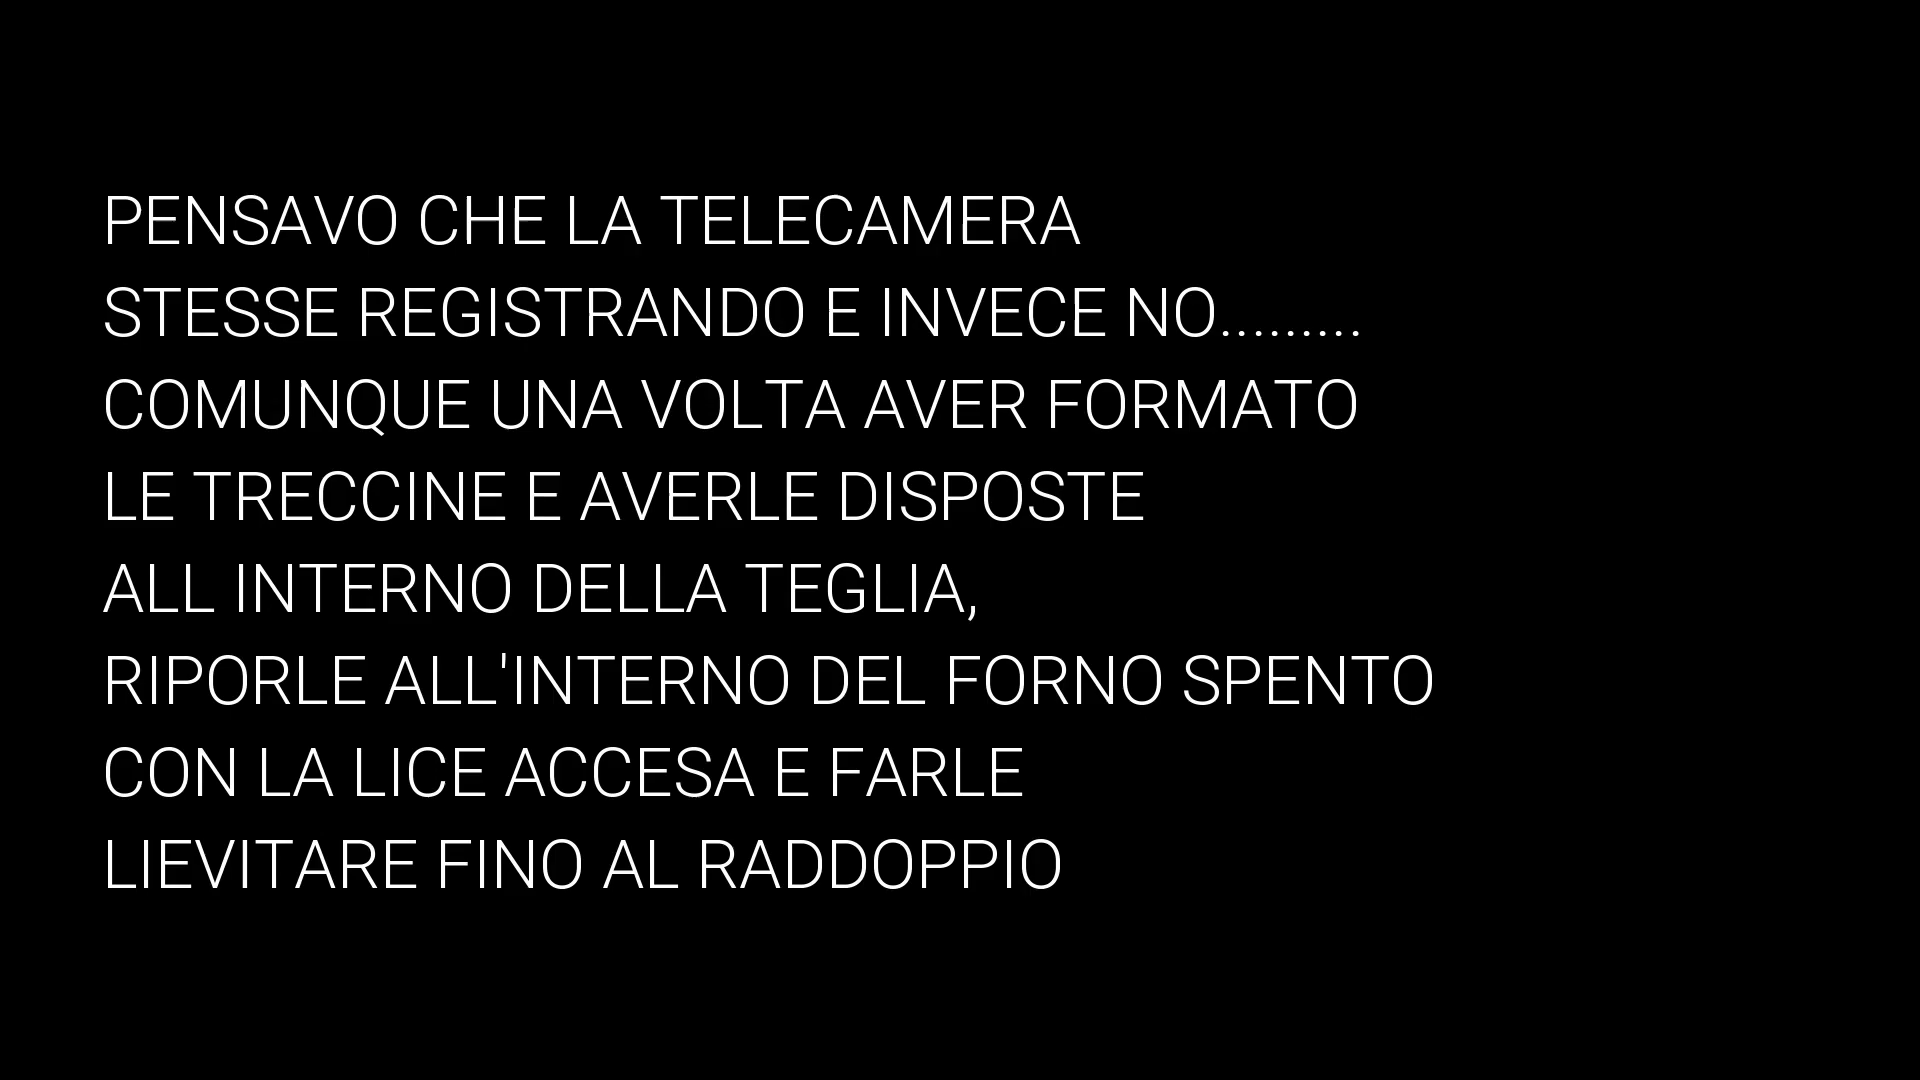 PENSAVO CHE LA TELECAMERA
STESSE REGISTRANDO E INVECE NO.........
COMUNQUE UNA VOLTA AVER FORMATO
LE TRECCINE E AVERLE DISPOSTE
ALL INTERNO DELLA TEGLIA,
RIPORLE ALL'INTERNO DEL FORNO SPENTO
CON LA LICE ACCESA E FARLE
LIEVITARE FINO AL RADDOPPIO